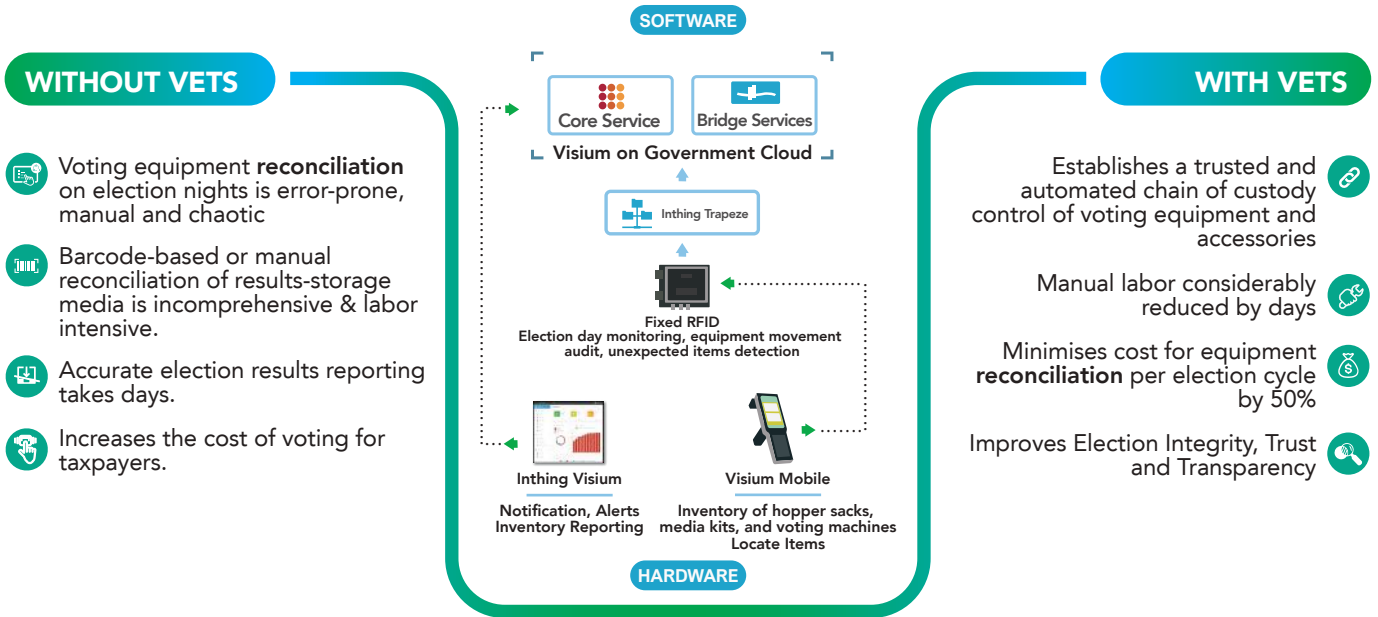 SOFTWARE
WITHOUT VETS
Voting equipment reconciliation
on election nights is error-prone,
manual and chaotic
Barcode-based or manual
reconciliation of results-storage
media is incomprehensive & labor
intensive.
Accurate election results reporting
takes days.
Increases the cost of voting for
taxpayers.
Core Service
Bridge Services
Visium on Government Cloud
Inthing Trapeze
Fixed RFID
Election day monitoring, equipment movement
audit, unexpected items detection
Inthing Visium
Notification, Alerts
Inventory Reporting
Visium Mobile
Inventory of hopper sacks,
media kits, and voting machines
Locate Items
HARDWARE
WITH VETS
Establishes a trusted and
automated chain of custody
control of voting equipment and
accessories
Manual labor considerably
reduced by days
Minimises cost for equipment
reconciliation per election cycle
by 50%
Improves Election Integrity, Trust
and Transparency